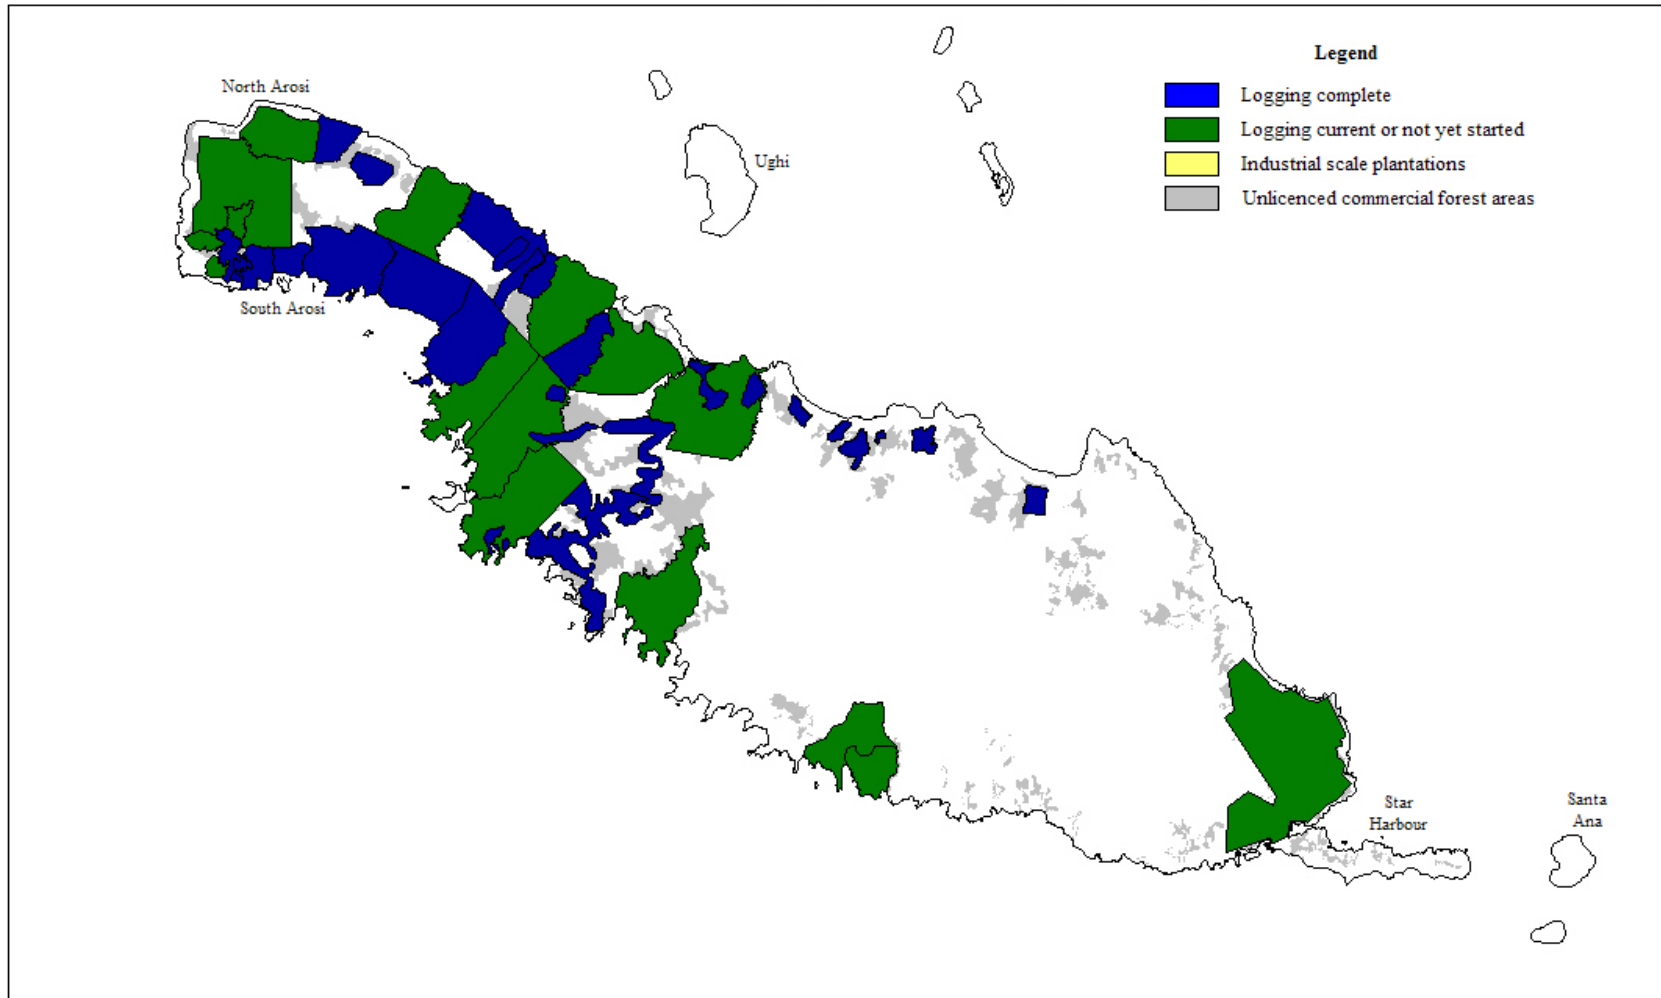 Legend
Logging complete
Logging current or not yet started
Industrial scale plantations
Unlicenced commercial forest areas
North Arosi
Ughi
South Arosi
Star
Harbour
Santa
Ana